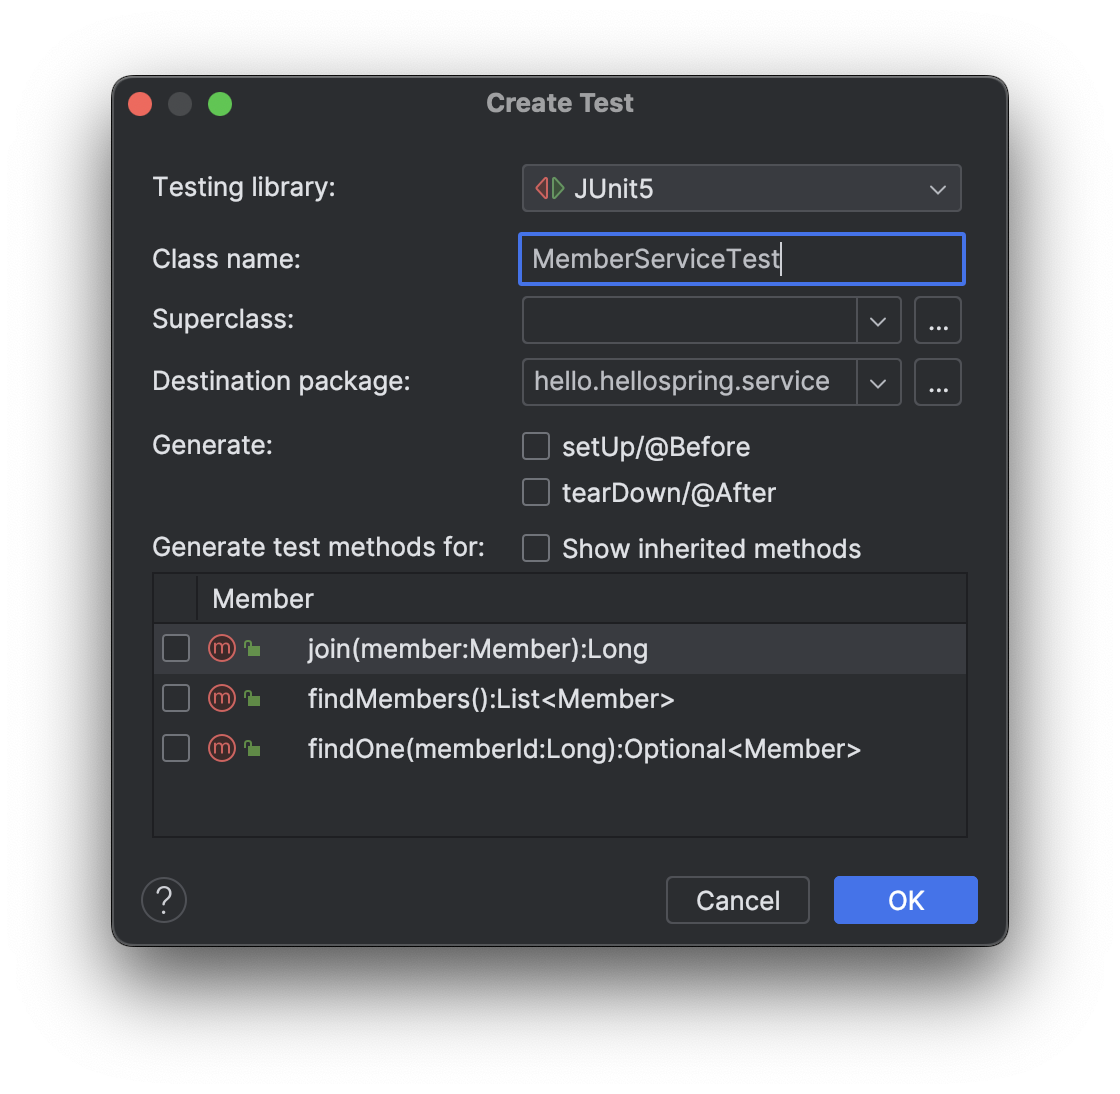 Create Test
Testing library: JUnit5
Class name: MemberServiceTest
Superclass: ...
Destination package: hello.hellospring.service ...
Generate: setUp/@Before
tearDown/@After
Generate test methods for: Show inherited methods
Member
m join(member:Member):Long
m findMembers():List<Member>
m findOne(memberId:Long):Optional<Member>
? Cancel OK